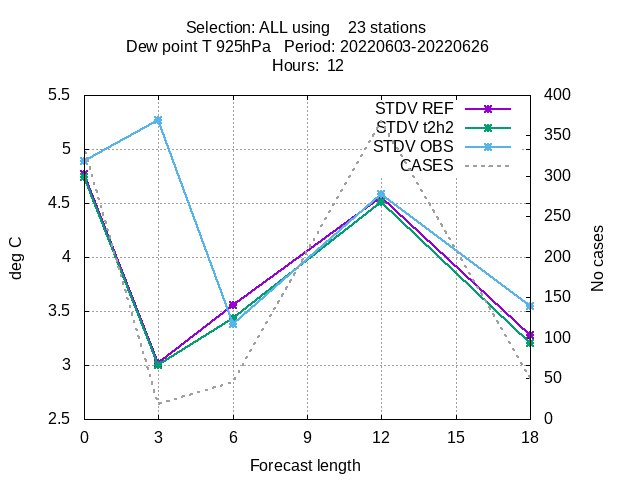 Selection: ALL using 23 stations
Dew point T 925hPa Period: 20220603-20220626
Hours: 12
STDV REF
STDV t2h2
STDV OBS
CASES
5.5
5
4.5
4
3.5
3
2.5
deg C
400
350
300
250
200
150
100
50
0
No cases
0 3 6 9 12 15 18
Forecast length